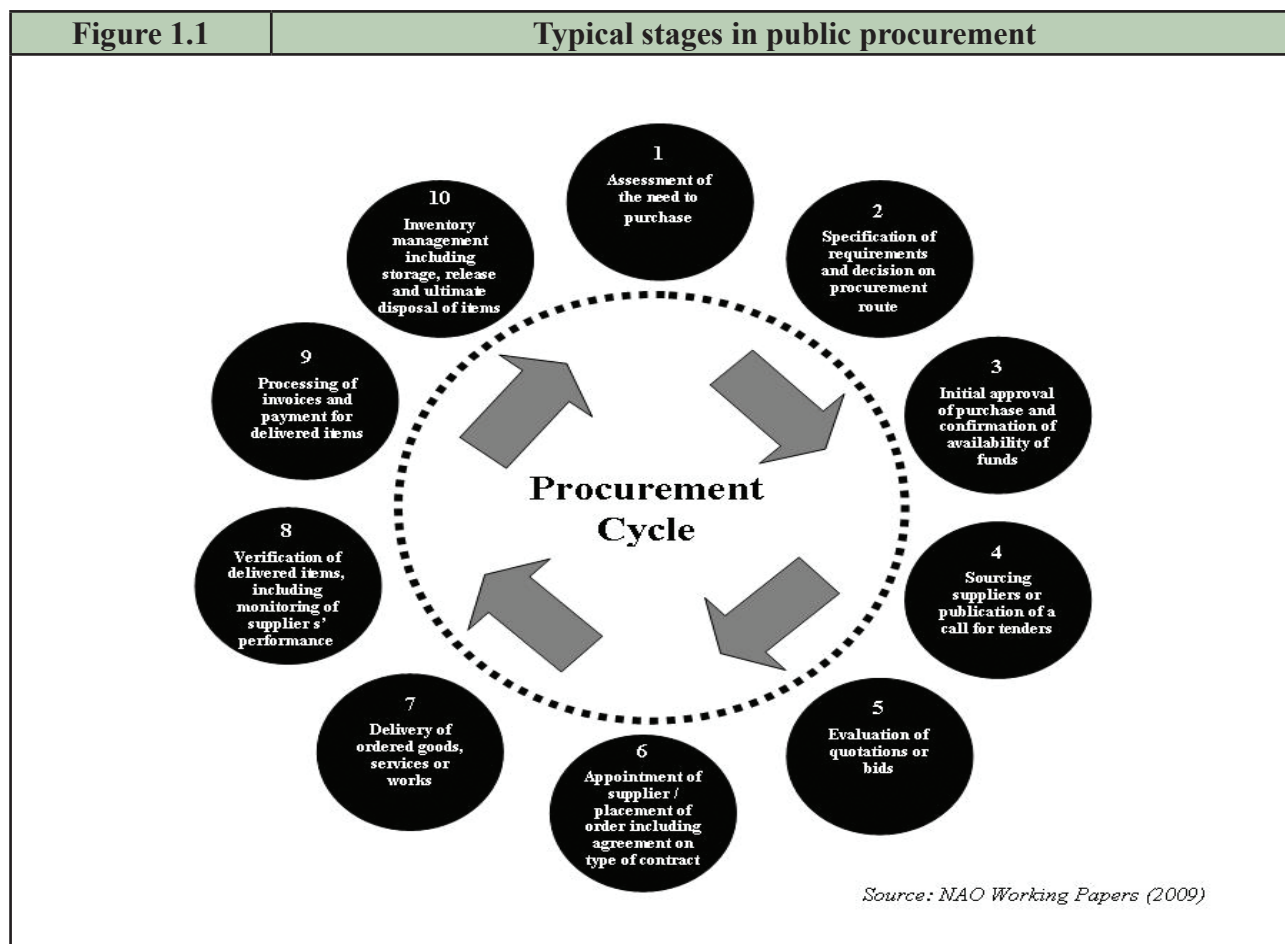 Figure 1.1
Typical stages in public procurement
1
Assessment of
the need to
purchase
2
Specification of
requirements
and decision on
procurement
route
3
Initial approval
of purchase and
confirmation of
availability of
funds
4
Sourcing
suppliers or
publication of a
call for tenders
5
Evaluation of
quotations or
bids
6
Appointment of
supplier /
placement of
order including
agreement on
type of contract
7
Delivery of
ordered goods,
services or
works
8
Verification of
delivered items,
including
monitoring of
supplier s’
performance
9
Processing of
invoices and
payment for
delivered items
10
Inventory
management
including
storage, release
and ultimate
disposal of items
Procurement
Cycle
Source: NAO Working Papers (2009)